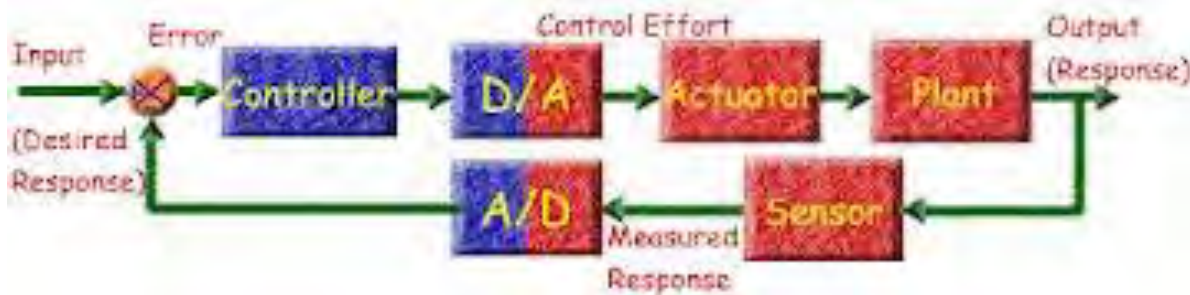 Input
(Desired
Response)
Error
Controller
D/A
Control Effort
Actuator
Plant
Output
(Response)
Sensor
Measured
Response
A/D